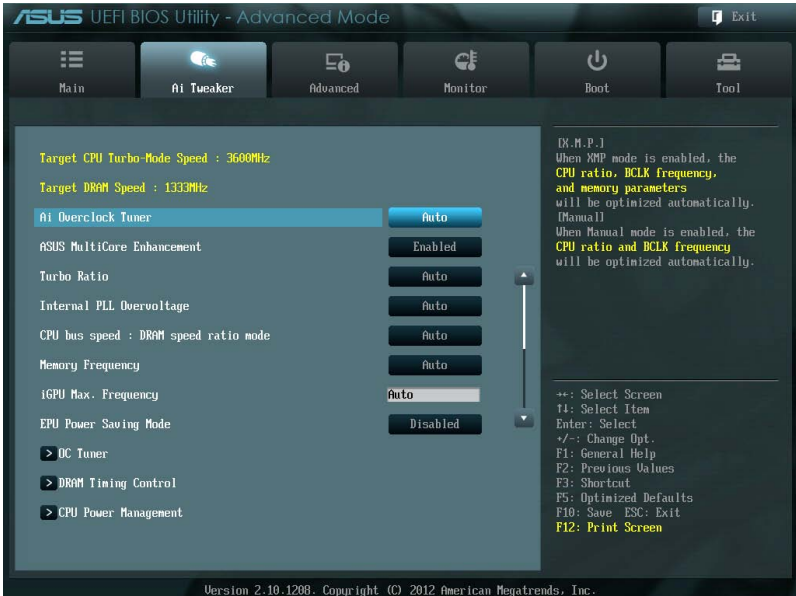 ASUS UEFI BIOS Utility - Advanced Mode
Exit
Main
Ai Tweaker
Advanced
Monitor
Boot
Tool
Target CPU Turbo-Mode Speed : 3600MHz
Target DRAM Speed : 1333MHz
Ai Overclock Tuner Auto
ASUS MultiCore Enhancement Enabled
Turbo Ratio Auto
Internal PLL Overvoltage Auto
CPU bus speed : DRAM speed ratio mode Auto
Memory Frequency Auto
iGPU Max. Frequency Auto
EPU Power Saving Mode Disabled
> OC Tuner
> DRAM Timing Control
> CPU Power Management
[X.M.P.]
When XMP mode is enabled, the
CPU ratio, BCLK frequency,
and memory parameters
will be optimized automatically.
[Manual]
When Manual mode is enabled, the
CPU ratio and BCLK frequency
will be optimized automatically.
→←: Select Screen
↑↓: Select Item
Enter: Select
+/-: Change Opt.
F1: General Help
F2: Previous Values
F3: Shortcut
F5: Optimized Defaults
F10: Save ESC: Exit
F12: Print Screen
Version 2.10.1208. Copyright (C) 2012 American Megatrends, Inc.